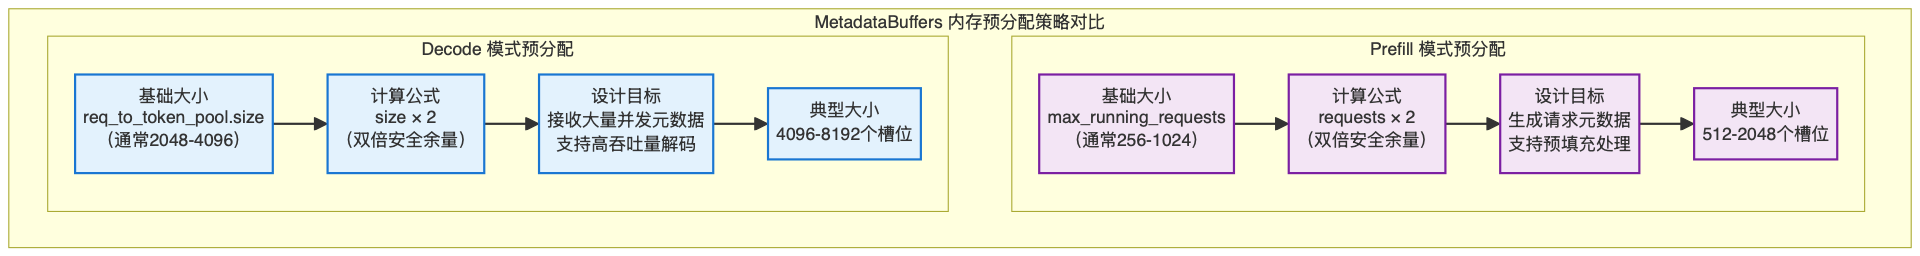 MetadataBuffers 内存预分配策略对比
Decode 模式预分配
基础大小
req_to_token_pool.size
（通常2048-4096）
计算公式
size × 2
（双倍安全余量）
设计目标
接收大量并发元数据
支持高吞吐量解码
典型大小
4096-8192个槽位
Prefill 模式预分配
基础大小
max_running_requests
（通常256-1024）
计算公式
requests × 2
（双倍安全余量）
设计目标
生成请求元数据
支持预填充处理
典型大小
512-2048个槽位